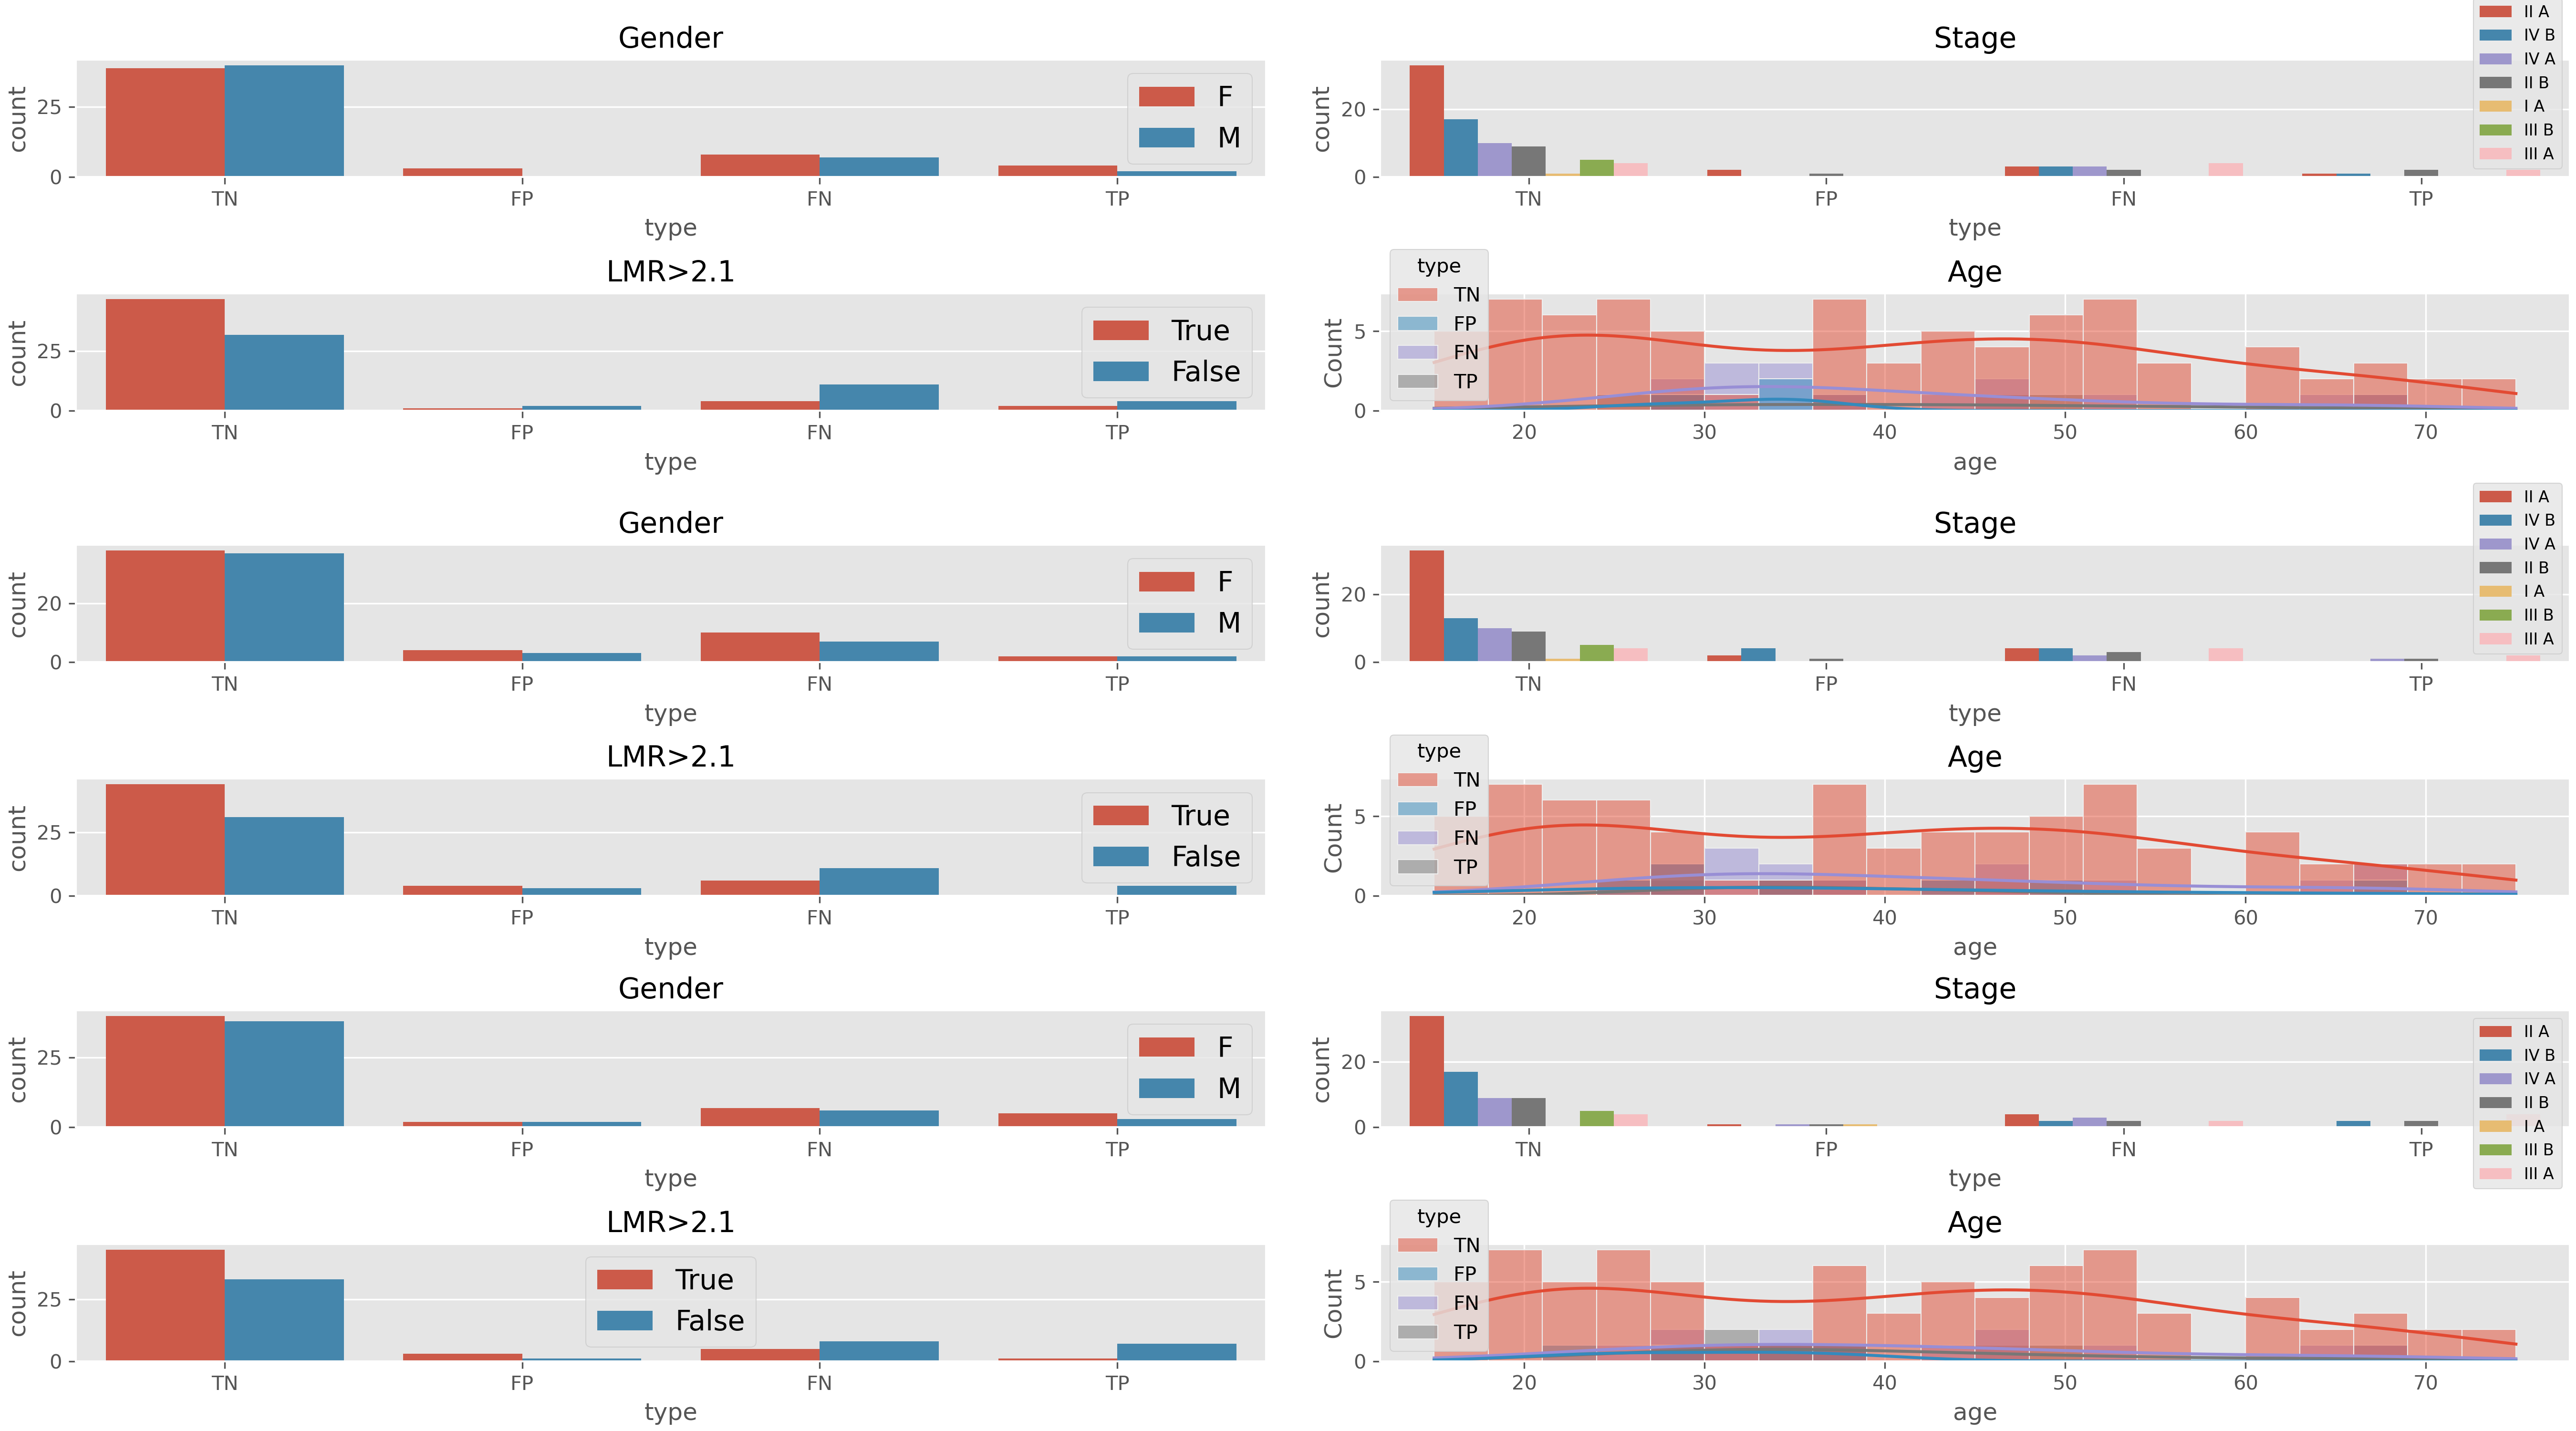 Gender
count
25
0
F
M
TN FP FN TP
type
Stage
count
20
0
II A
IV B
IV A
II B
I A
III B
III A
TN FP FN TP
type
LMR>2.1
count
25
0
True
False
TN FP FN TP
type
Age
Count
5
0
type
TN
FP
FN
TP
20 30 40 50 60 70
age
Gender
count
20
0
F
M
TN FP FN TP
type
Stage
count
20
0
II A
IV B
IV A
II B
I A
III B
III A
TN FP FN TP
type
LMR>2.1
count
25
0
True
False
TN FP FN TP
type
Age
Count
5
0
type
TN
FP
FN
TP
20 30 40 50 60 70
age
Gender
count
25
0
F
M
TN FP FN TP
type
Stage
count
20
0
II A
IV B
IV A
II B
I A
III B
III A
TN FP FN TP
type
LMR>2.1
count
25
0
True
False
TN FP FN TP
type
Age
Count
5
0
type
TN
FP
FN
TP
20 30 40 50 60 70
age